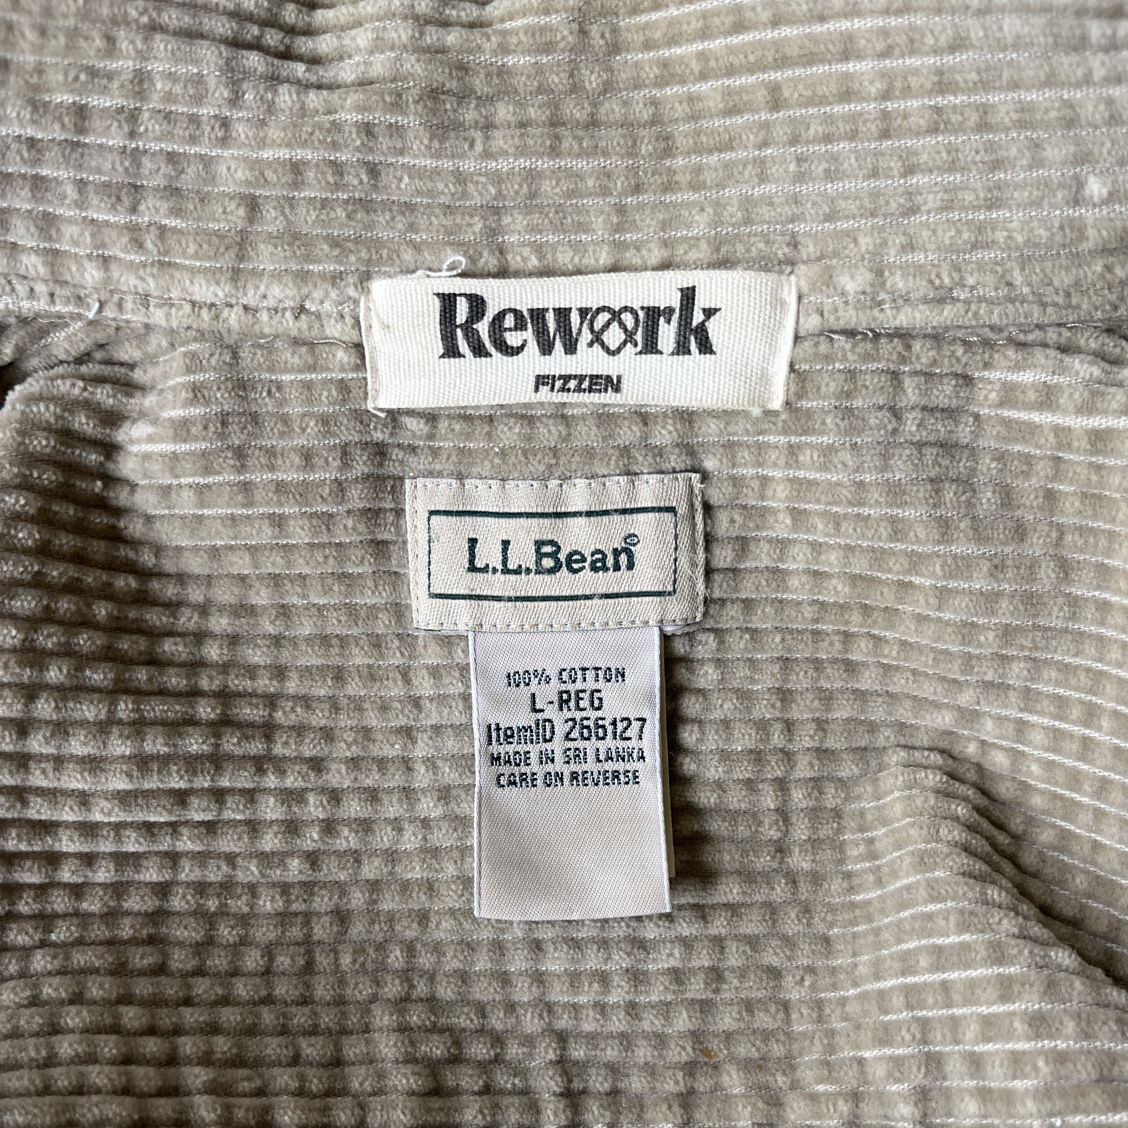 Rework
FIZZEN
L.L.Bean®
100% COTTON
L-REG
ItemID 266127
MADE IN SRI LANKA
CARE ON REVERSE